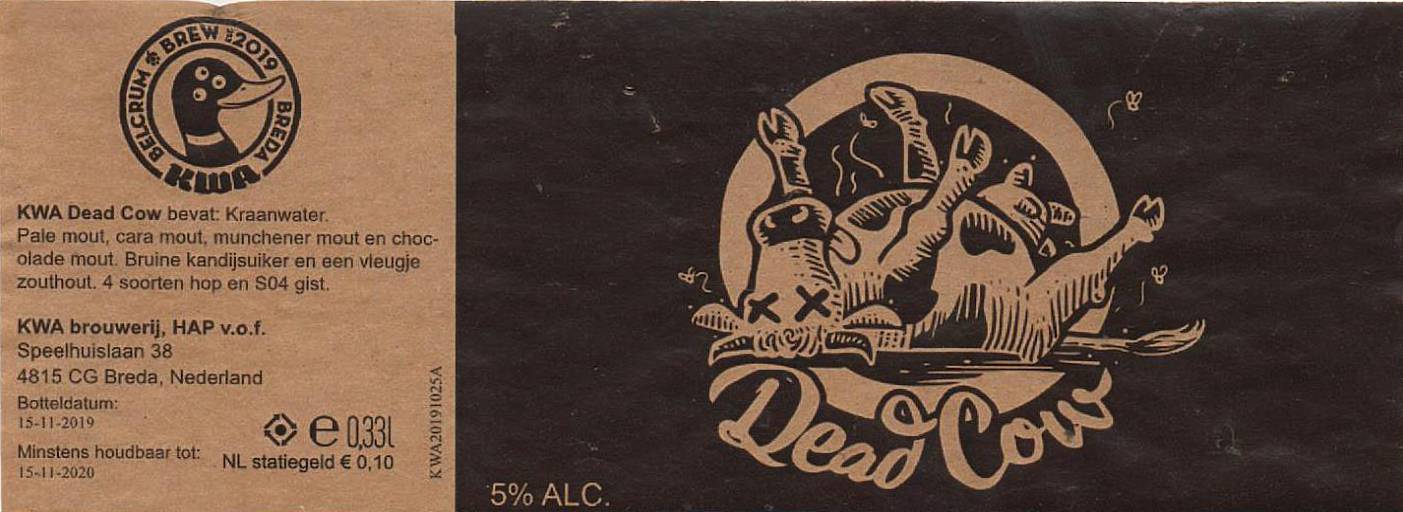 BELCRUM BREW EST 2019 BREDA
KWA
KWA Dead Cow bevat: Kraanwater.
Pale mout, cara mout, munchener mout en choc-
olade mout. Bruine kandijsuiker en een vleugje
zouthout. 4 soorten hop en S04 gist.
KWA brouwerij, HAP v.o.f.
Speelhuislaan 38
4815 CG Breda, Nederland
Botteldatum:
15-11-2019
Minstens houdbaar tot:
15-11-2020
e 0,33l
NL statiegeld € 0,10
KWA20191025A
Dead Cow
5% ALC.